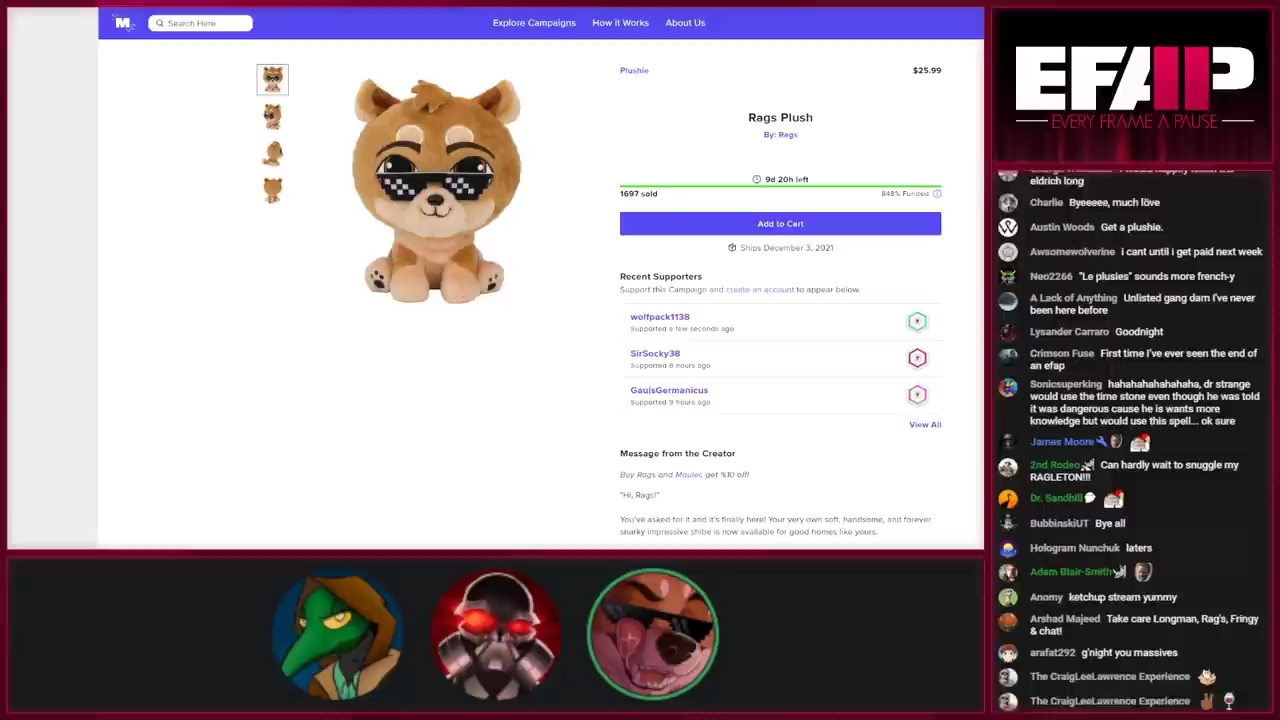 M
Search Here
Explore Campaigns
How it Works
About Us
Plushie
$25.99
Rags Plush
By: Rags
9d 20h left
1697 sold
848% Funded
Add to Cart
Ships December 3, 2021
Recent Supporters
Support this Campaign and create an account to appear below.
wolfpack1138
Supported a few seconds ago
SirSocky38
Supported 6 hours ago
GauisGermanicus
Supported 9 hours ago
View All
Message from the Creator
Buy Rags and Mauler, get %10 off!
"Hi, Rags!"
You've asked for it and it's finally here! Your very own soft, handsome, and forever
snarky impressive shibe is now available for good homes like yours.
EFAP
EVERY FRAME A PAUSE
eldrich long
Charlie Byeeeee, much löve
Austin Woods Get a plushie.
Awsomewolverine i cant until i get paid next week
Neo2266 "Le plusies" sounds more french-y
A Lack of Anything Unlisted gang dam I've never
been here before
Lysander Carraro Goodnight
Crimson Fuse First time I've ever seen the end of
an efap
Sonicsuperking hahahahahahaha, dr strange
would use the time stone even though he was told
it was dangerous cause he is wants more
knowledge but would use this spell... ok sure
James Moore
2nd Rodeo Can hardly wait to snuggle my
RAGLETON!!!
Dr. Sandhill
BubbinskiUT Bye all
Hologram Nunchuk laters
Adam Blair-Smith
Anomy ketchup stream yummy
Arshad Majeed Take care Longman, Rag's, Fringy
& chat!
arafat292 g'night you massives
The CraigLeeLawrence Experience
The CraigLeeLawrence Experience